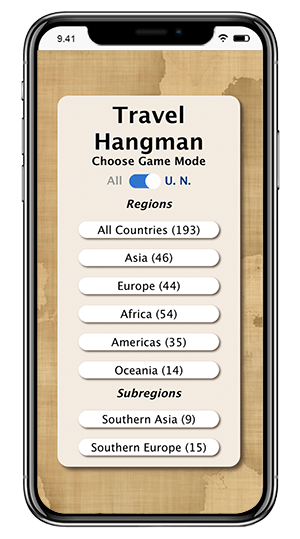 9.41
Travel
Hangman
Choose Game Mode
All U. N.
Regions
All Countries (193)
Asia (46)
Europe (44)
Africa (54)
Americas (35)
Oceania (14)
Subregions
Southern Asia (9)
Southern Europe (15)